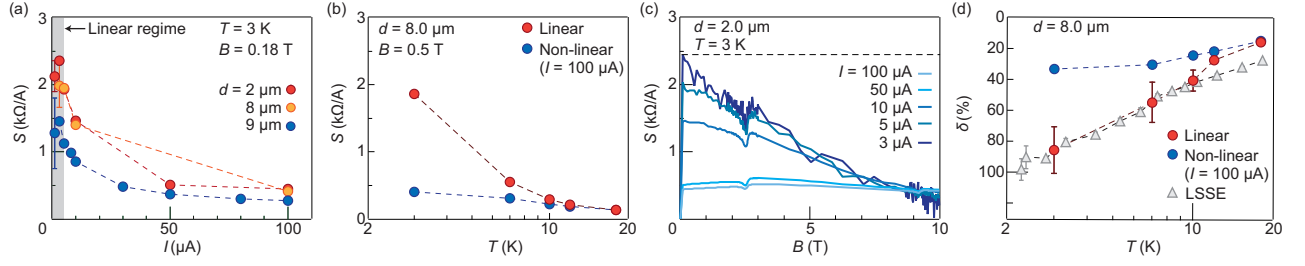 (a)
3
2
1
0
S (kΩ/A)
Linear regime
T = 3 K
B = 0.18 T
d = 2 μm
8 μm
9 μm
0
50
100
I (μA)
(b)
3
2
1
0
S (kΩ/A)
d = 8.0 μm
B = 0.5 T
Linear
Non-linear
(I = 100 μA)
2
10
20
T (K)
(c)
3
2
1
0
S (kΩ/A)
d = 2.0 μm
T = 3 K
I = 100 μA
50 μA
10 μA
5 μA
3 μA
0
5
10
B (T)
(d)
0
20
40
60
80
100
δ (%)
d = 8.0 μm
Linear
Non-linear
(I = 100 μA)
LSSE
2
10
20
T (K)